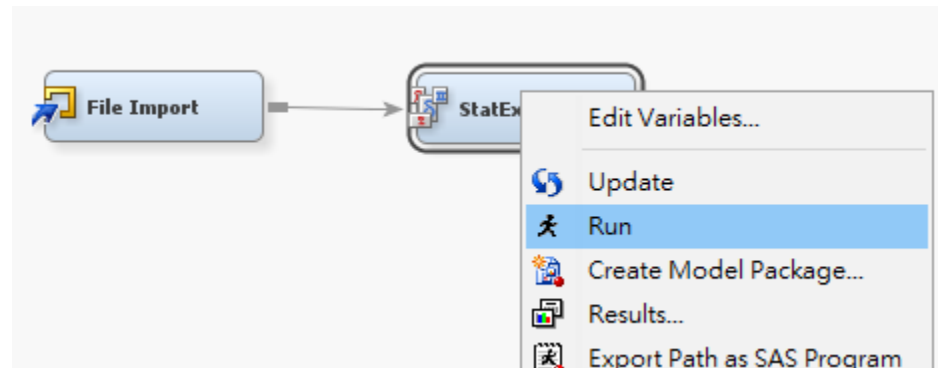 File Import
StatEx
Edit Variables...
Update
Run
Create Model Package...
Results...
Export Path as SAS Program